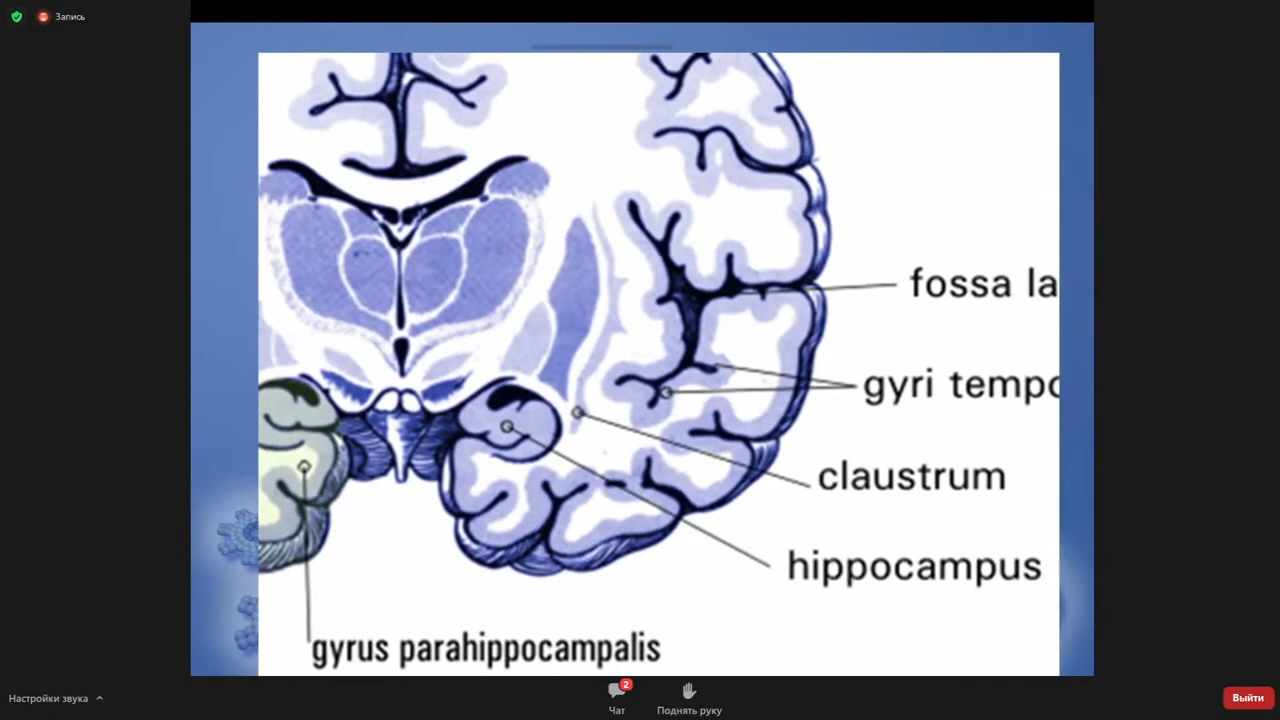 Запись
fossa la
gyri tempo
claustrum
hippocampus
gyrus parahippocampalis
Настройки звука
2
Чат
Поднять руку
Выйти